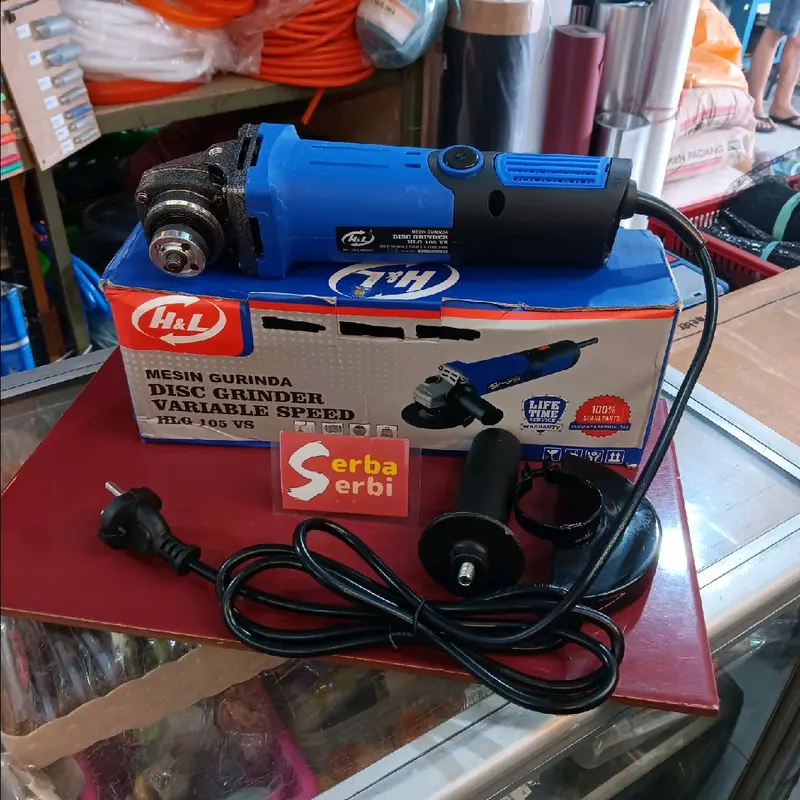 H&L
MESIN GURINDA
DISC GRINDER
HLG 105 VS
H&L
H&L
MESIN GURINDA
DISC GRINDER
VARIABLE SPEED
HLG 105 VS
LIFE
TIME
SERVICE
WARRANTY
100%
SPAREPARTS
Serba
Serbi
PADANG